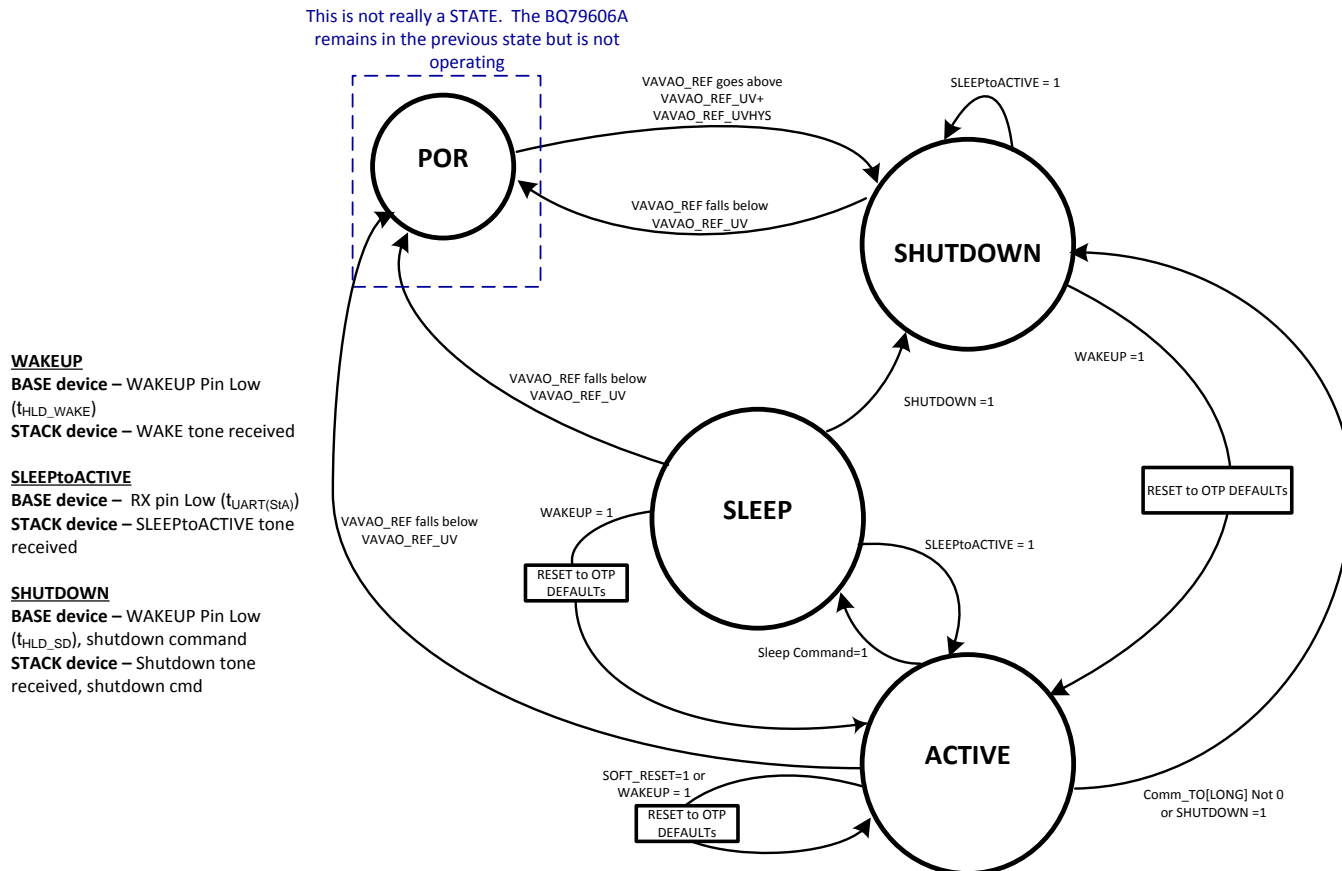 This is not really a STATE.  The BQ79606A
remains in the previous state but is not
operating
POR
VAVAO_REF goes above
VAVAO_REF_UV+
VAVAO_REF_UVHYS
SLEEPtoACTIVE = 1
VAVAO_REF falls below
VAVAO_REF_UV
SHUTDOWN
WAKEUP =1
RESET to OTP DEFAULTs
SHUTDOWN =1
VAVAO_REF falls below
VAVAO_REF_UV
WAKEUP
BASE device – WAKEUP Pin Low
(tHLD_WAKE)
STACK device – WAKE tone received
SLEEPtoACTIVE
BASE device – RX pin Low (tUART(StA))
STACK device – SLEEPtoACTIVE tone
received
SHUTDOWN
BASE device – WAKEUP Pin Low
(tHLD_SD), shutdown command
STACK device – Shutdown tone
received, shutdown cmd
VAVAO_REF falls below
VAVAO_REF_UV
WAKEUP = 1
RESET to OTP
DEFAULTs
SLEEP
SLEEPtoACTIVE = 1
Sleep Command=1
ACTIVE
SOFT_RESET=1 or
WAKEUP = 1
RESET to OTP
DEFAULTs
Comm_TO[LONG] Not 0
or SHUTDOWN =1